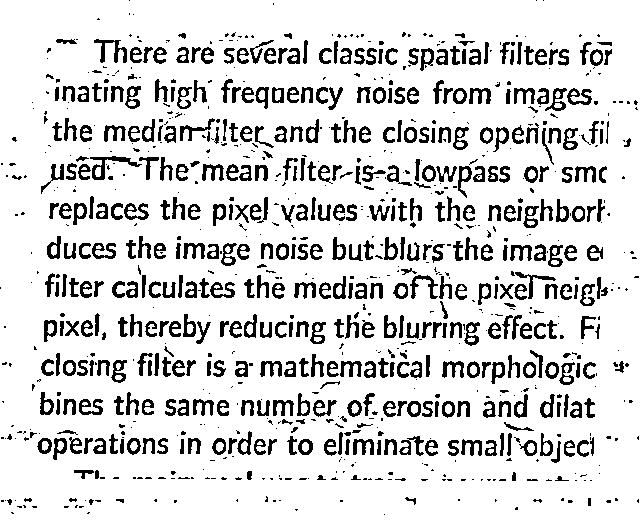 There are several classic spatial filters for
inating high frequency noise from images.
the median filter and the closing opening fil
used. The mean filter is a lowpass or smo
replaces the pixel values with the neighborh
duces the image noise but blurs the image e
filter calculates the median of the pixel neigh
pixel, thereby reducing the blurring effect. Fi
closing filter is a mathematical morphologic
bines the same number of erosion and dilat
operations in order to eliminate small object